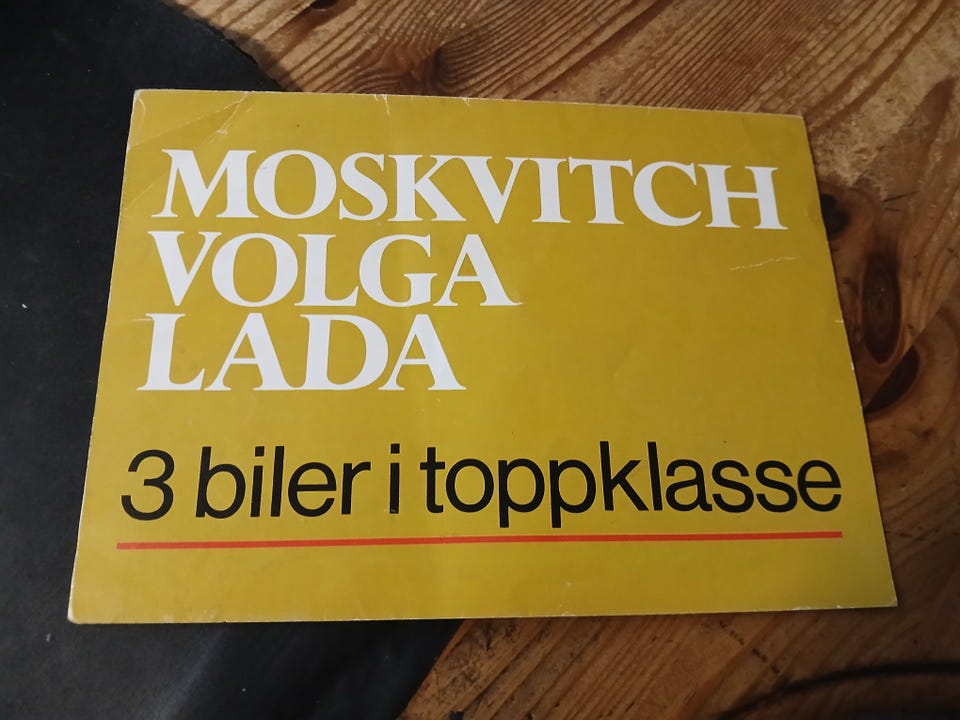 MOSKVITCH
VOLGA
LADA
3 biler i toppklasse